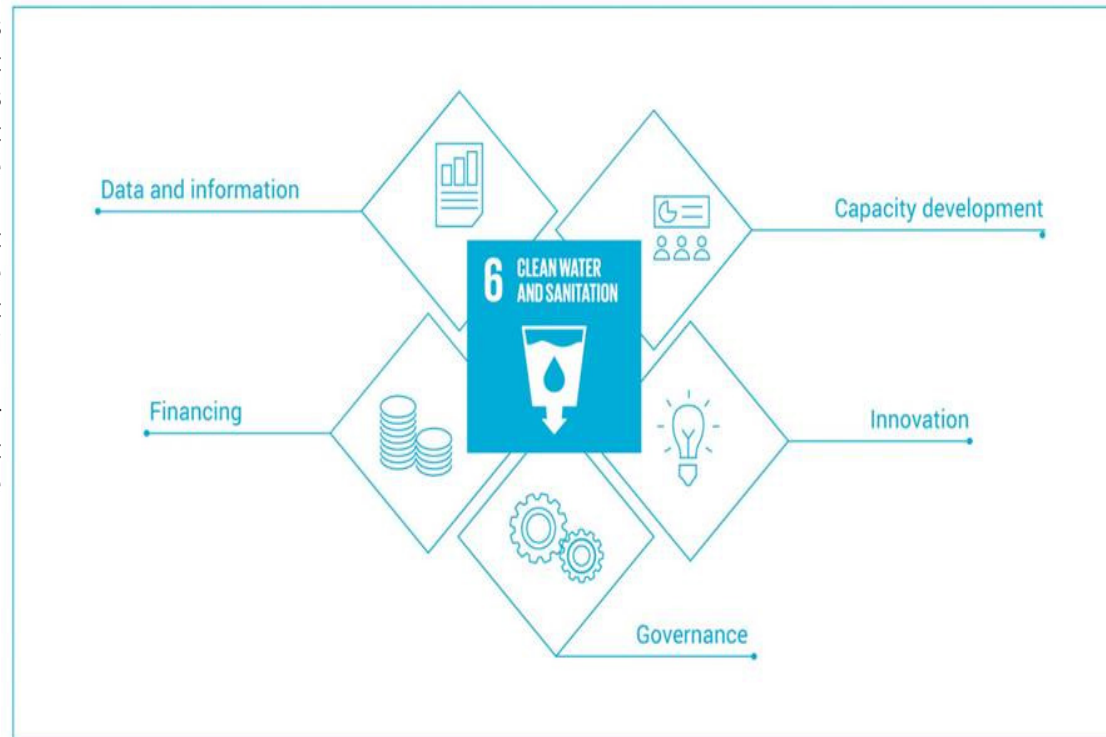 Data and information
Capacity development
6 CLEAN WATER
AND SANITATION
Financing
Innovation
Governance